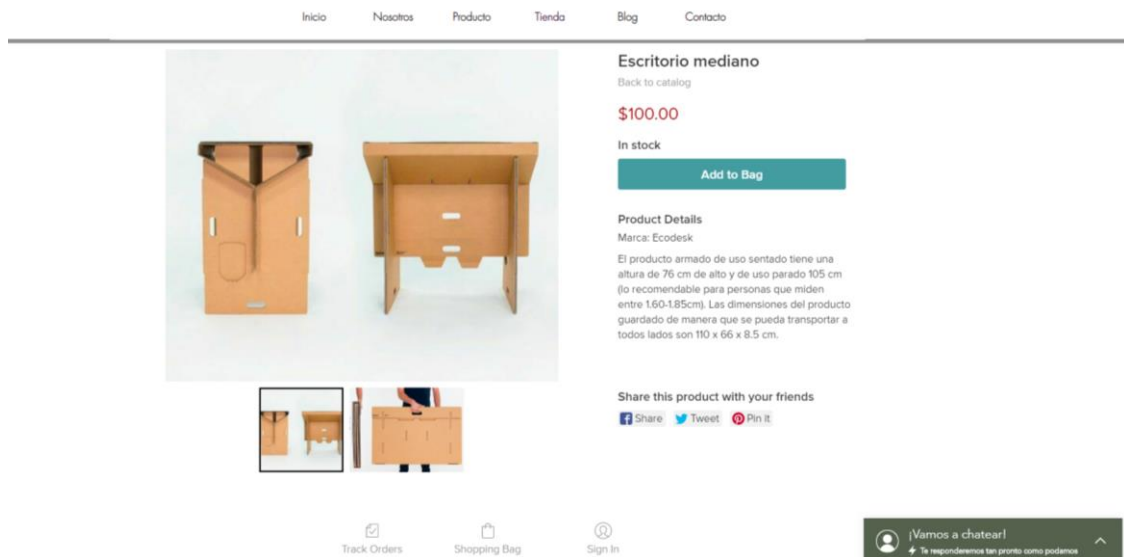 Inicio Nosotros Producto Tienda Blog Contacto
Escritorio mediano
Back to catalog
$100.00
In stock
Add to Bag
Product Details
Marca: Ecodesk
El producto armado de uso sentado tiene una
altura de 76 cm de alto y de uso parado 105 cm
(lo recomendable para personas que miden
entre 1.60-1.85cm). Las dimensiones del producto
guardado de manera que se pueda transportar a
todos lados son 110 x 66 x 8.5 cm.
Share this product with your friends
Share Tweet Pin it
Track Orders Shopping Bag Sign In
¡Vamos a chatear!
Te responderemos tan pronto como podamos